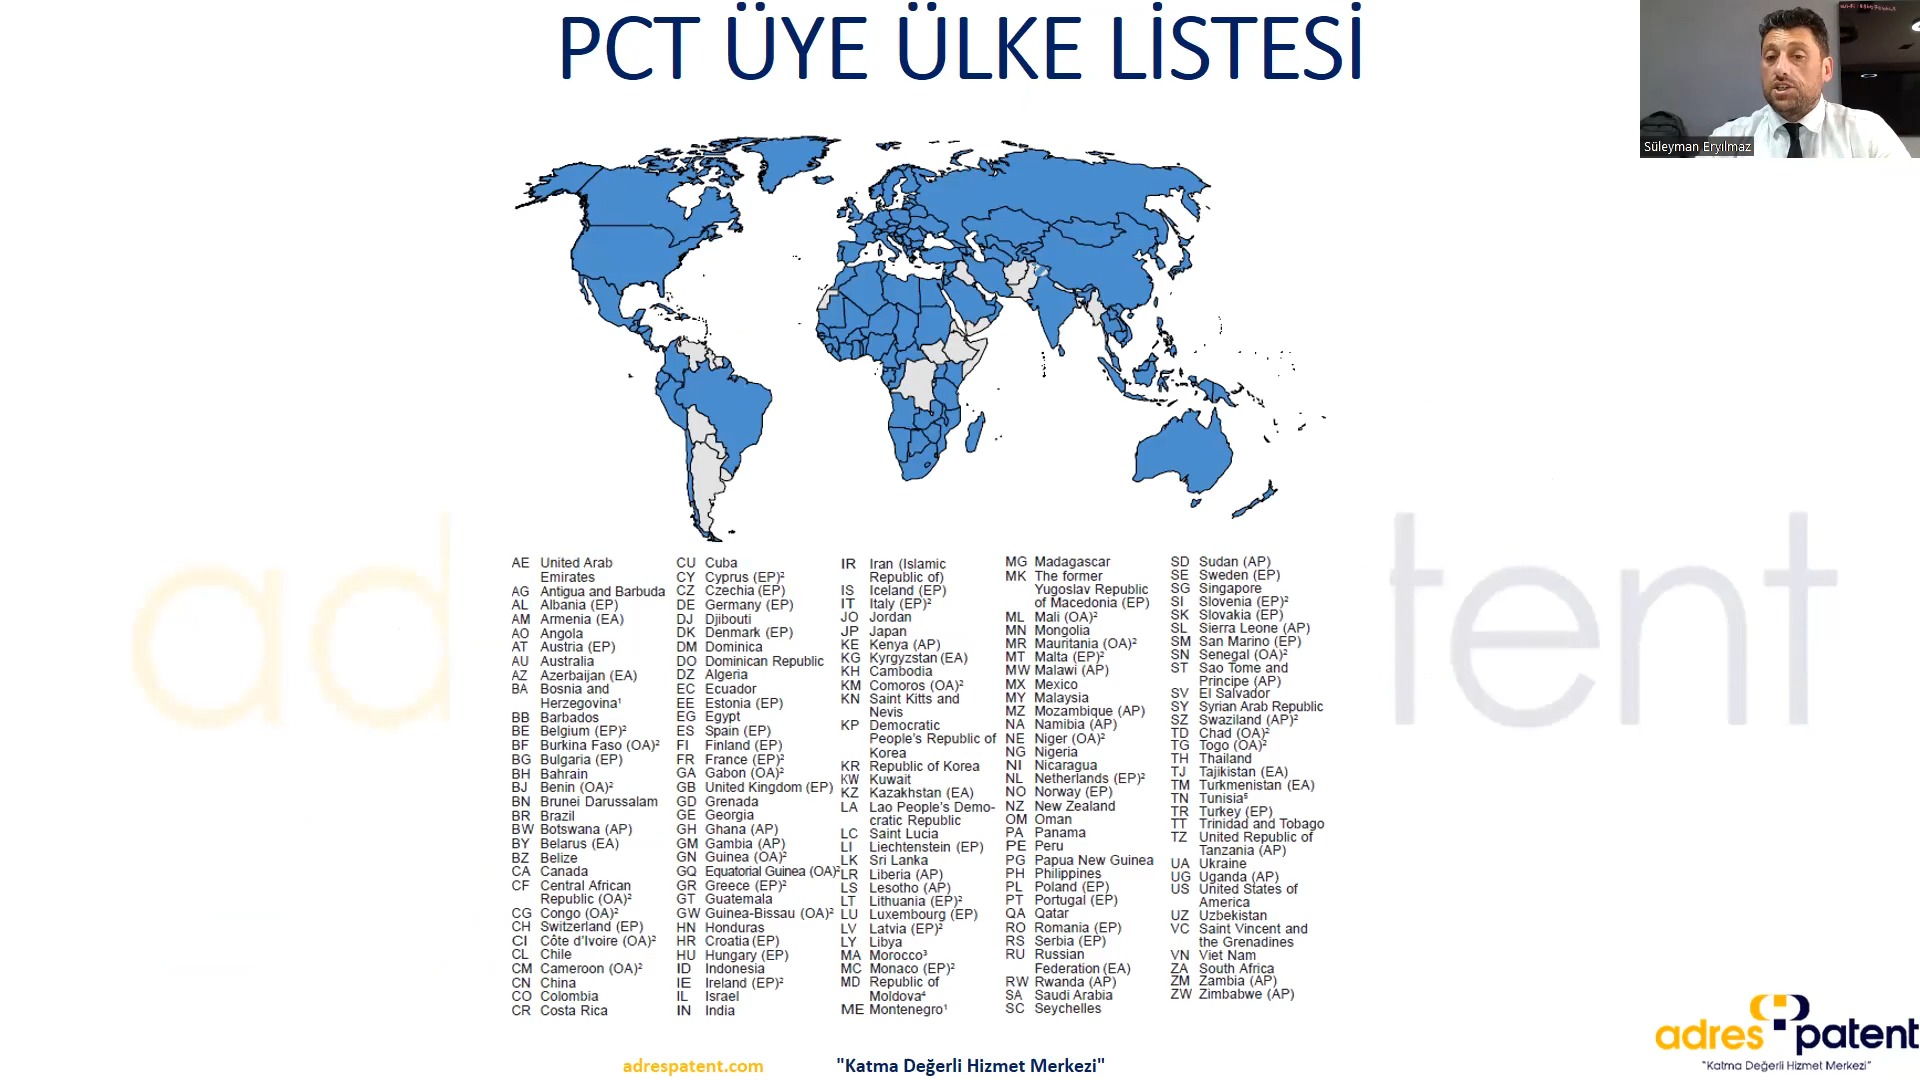 PCT ÜYE ÜLKE LİSTESİ
Süleyman Eryılmaz
AE United Arab
Emirates
AG Antigua and Barbuda
AL Albania (EP)
AM Armenia (EA)
AO Angola
AT Austria (EP)
AU Australia
AZ Azerbaijan (EA)
BA Bosnia and
Herzegovina¹
BB Barbados
BE Belgium (EP)²
BF Burkina Faso (OA)²
BG Bulgaria (EP)
BH Bahrain
BJ Benin (OA)²
BN Brunei Darussalam
BR Brazil
BW Botswana (AP)
BY Belarus (EA)
BZ Belize
CA Canada
CF Central African
Republic (OA)²
CG Congo (OA)²
CH Switzerland (EP)
CI Côte d'Ivoire (OA)²
CL Chile
CM Cameroon (OA)²
CN China
CO Colombia
CR Costa Rica
CU Cuba
CY Cyprus (EP)²
CZ Czechia (EP)
DE Germany (EP)
DJ Djibouti
DK Denmark (EP)
DM Dominica
DO Dominican Republic
DZ Algeria
EC Ecuador
EE Estonia (EP)
EG Egypt
ES Spain (EP)
FI Finland (EP)
FR France (EP)²
GA Gabon (OA)²
GB United Kingdom (EP)
GD Grenada
GE Georgia
GH Ghana (AP)
GM Gambia (AP)
GN Guinea (OA)²
GQ Equatorial Guinea (OA)²
GR Greece (EP)²
GT Guatemala
GW Guinea-Bissau (OA)²
HN Honduras
HR Croatia (EP)
HU Hungary (EP)
ID Indonesia
IE Ireland (EP)²
IL Israel
IN India
IR Iran (Islamic
Republic of)
IS Iceland (EP)
IT Italy (EP)²
JO Jordan
JP Japan
KE Kenya (AP)
KG Kyrgyzstan (EA)
KH Cambodia
KM Comoros (OA)²
KN Saint Kitts and
Nevis
KP Democratic
People's Republic of
Korea
KR Republic of Korea
KW Kuwait
KZ Kazakhstan (EA)
LA Lao People's Demo-
cratic Republic
LC Saint Lucia
LI Liechtenstein (EP)
LK Sri Lanka
LR Liberia (AP)
LS Lesotho (AP)
LT Lithuania (EP)²
LU Luxembourg (EP)
LV Latvia (EP)²
LY Libya
MA Morocco³
MC Monaco (EP)²
MD Republic of
Moldova⁴
ME Montenegro¹
MG Madagascar
MK The former
Yugoslav Republic
of Macedonia (EP)
ML Mali (OA)²
MN Mongolia
MR Mauritania (OA)²
MT Malta (EP)²
MW Malawi (AP)
MX Mexico
MY Malaysia
MZ Mozambique (AP)
NA Namibia (AP)
NE Niger (OA)²
NG Nigeria
NI Nicaragua
NL Netherlands (EP)²
NO Norway (EP)
NZ New Zealand
OM Oman
PA Panama
PE Peru
PG Papua New Guinea
PH Philippines
PL Poland (EP)
PT Portugal (EP)
QA Qatar
RO Romania (EP)
RS Serbia (EP)
RU Russian
Federation (EA)
RW Rwanda (AP)
SA Saudi Arabia
SC Seychelles
SD Sudan (AP)
SE Sweden (EP)
SG Singapore
SI Slovenia (EP)²
SK Slovakia (EP)
SL Sierra Leone (AP)
SM San Marino (EP)
SN Senegal (OA)²
ST Sao Tome and
Principe (AP)
SV El Salvador
SY Syrian Arab Republic
SZ Swaziland (AP)²
TD Chad (OA)²
TG Togo (OA)²
TH Thailand
TJ Tajikistan (EA)
TM Turkmenistan (EA)
TN Tunisia⁵
TR Turkey (EP)
TT Trinidad and Tobago
TZ United Republic of
Tanzania (AP)
UA Ukraine
UG Uganda (AP)
US United States of
America
UZ Uzbekistan
VC Saint Vincent and
the Grenadines
VN Viet Nam
ZA South Africa
ZM Zambia (AP)
ZW Zimbabwe (AP)
ad
tent
adres patent
"Katma Değerli Hizmet Merkezi"
adrespatent.com "Katma Değerli Hizmet Merkezi"